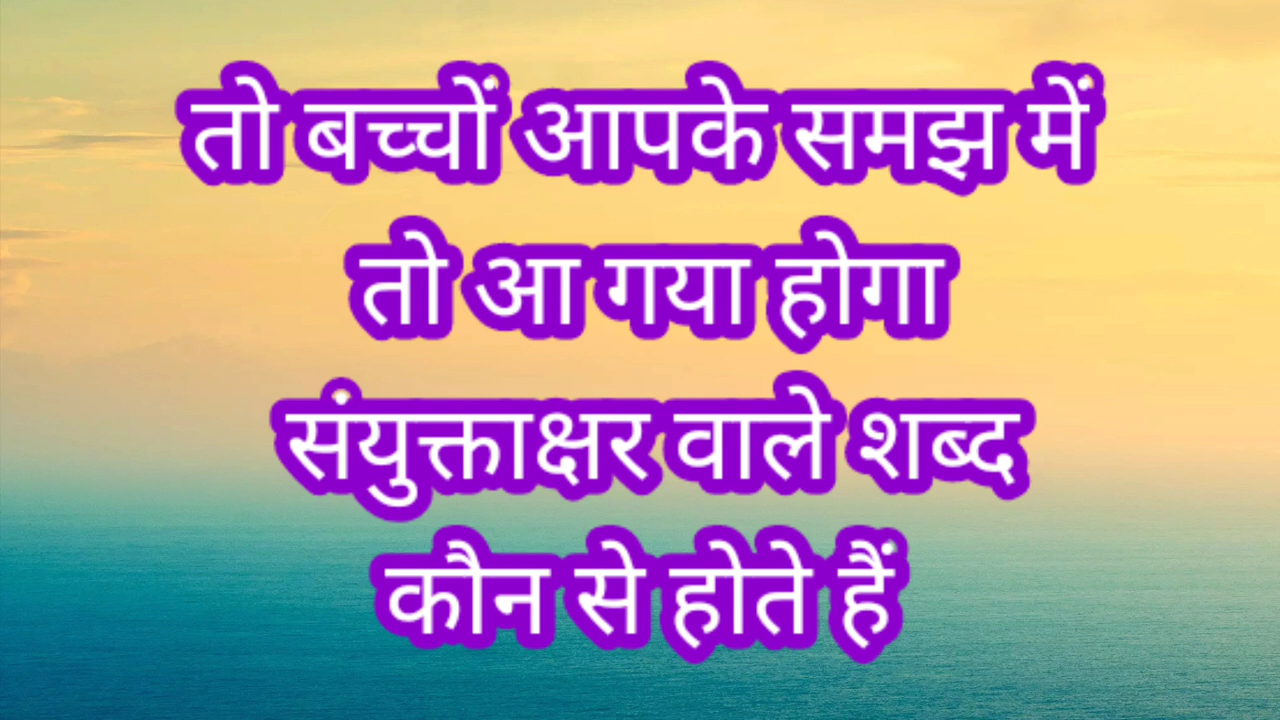 तो बच्चों आपके समझ में
तो आ गया होगा
संयुक्ताक्षर वाले शब्द
कौन से होते हैं